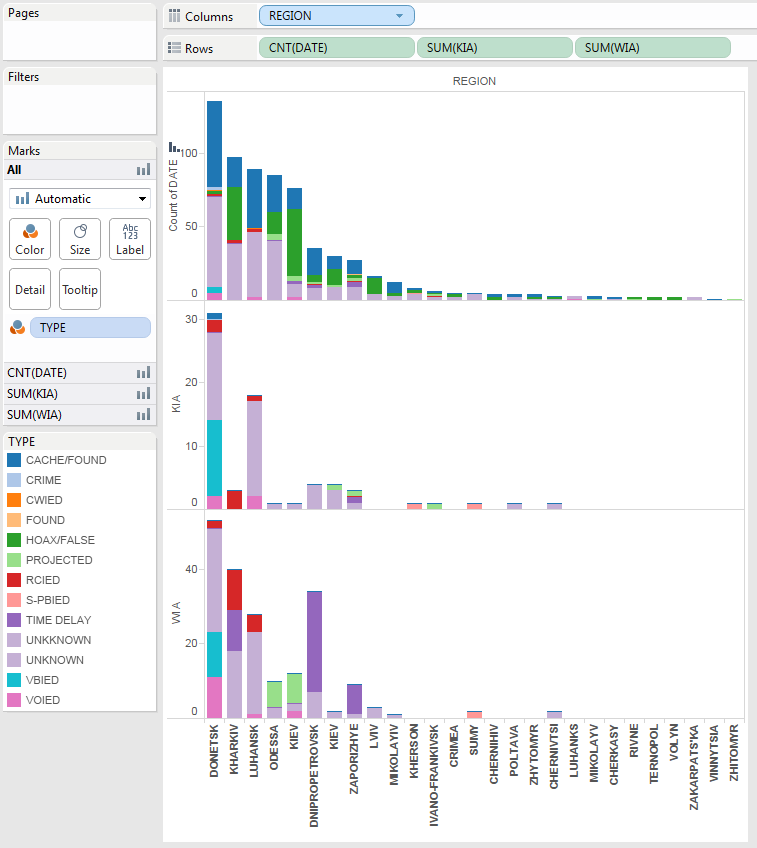 Pages
Columns
REGION
Rows
CNT(DATE)
SUM(KIA)
SUM(WIA)
Filters
Marks
All
Automatic
Color
Size
Abc
123
Label
Detail
Tooltip
TYPE
CNT(DATE)
SUM(KIA)
SUM(WIA)
TYPE
CACHE/FOUND
CRIME
CWIED
FOUND
HOAX/FALSE
PROJECTED
RCIED
S-PBIED
TIME DELAY
UNKKNOWN
UNKNOWN
VBIED
VOIED
REGION
Count of DATE
100
50
0
KIA
30
20
10
0
WIA
40
20
0
DONETSK
KHARKIV
LUHANSK
ODESSA
KIEV
DNIPROPETROVSK
KIEV
ZAPORIZHYE
LVIV
MIKOLAYIV
KHERSON
IVANO-FRANKIVSK
CRIMEA
SUMY
CHERNIHIV
POLTAVA
ZHYTOMYR
CHERNIVTSI
LUHANKS
MIKOLAYV
CHERKASY
RIVNE
TERNOPOL
VOLYN
ZAKARPATS'KA
VINNYTSIA
ZHITOMYR